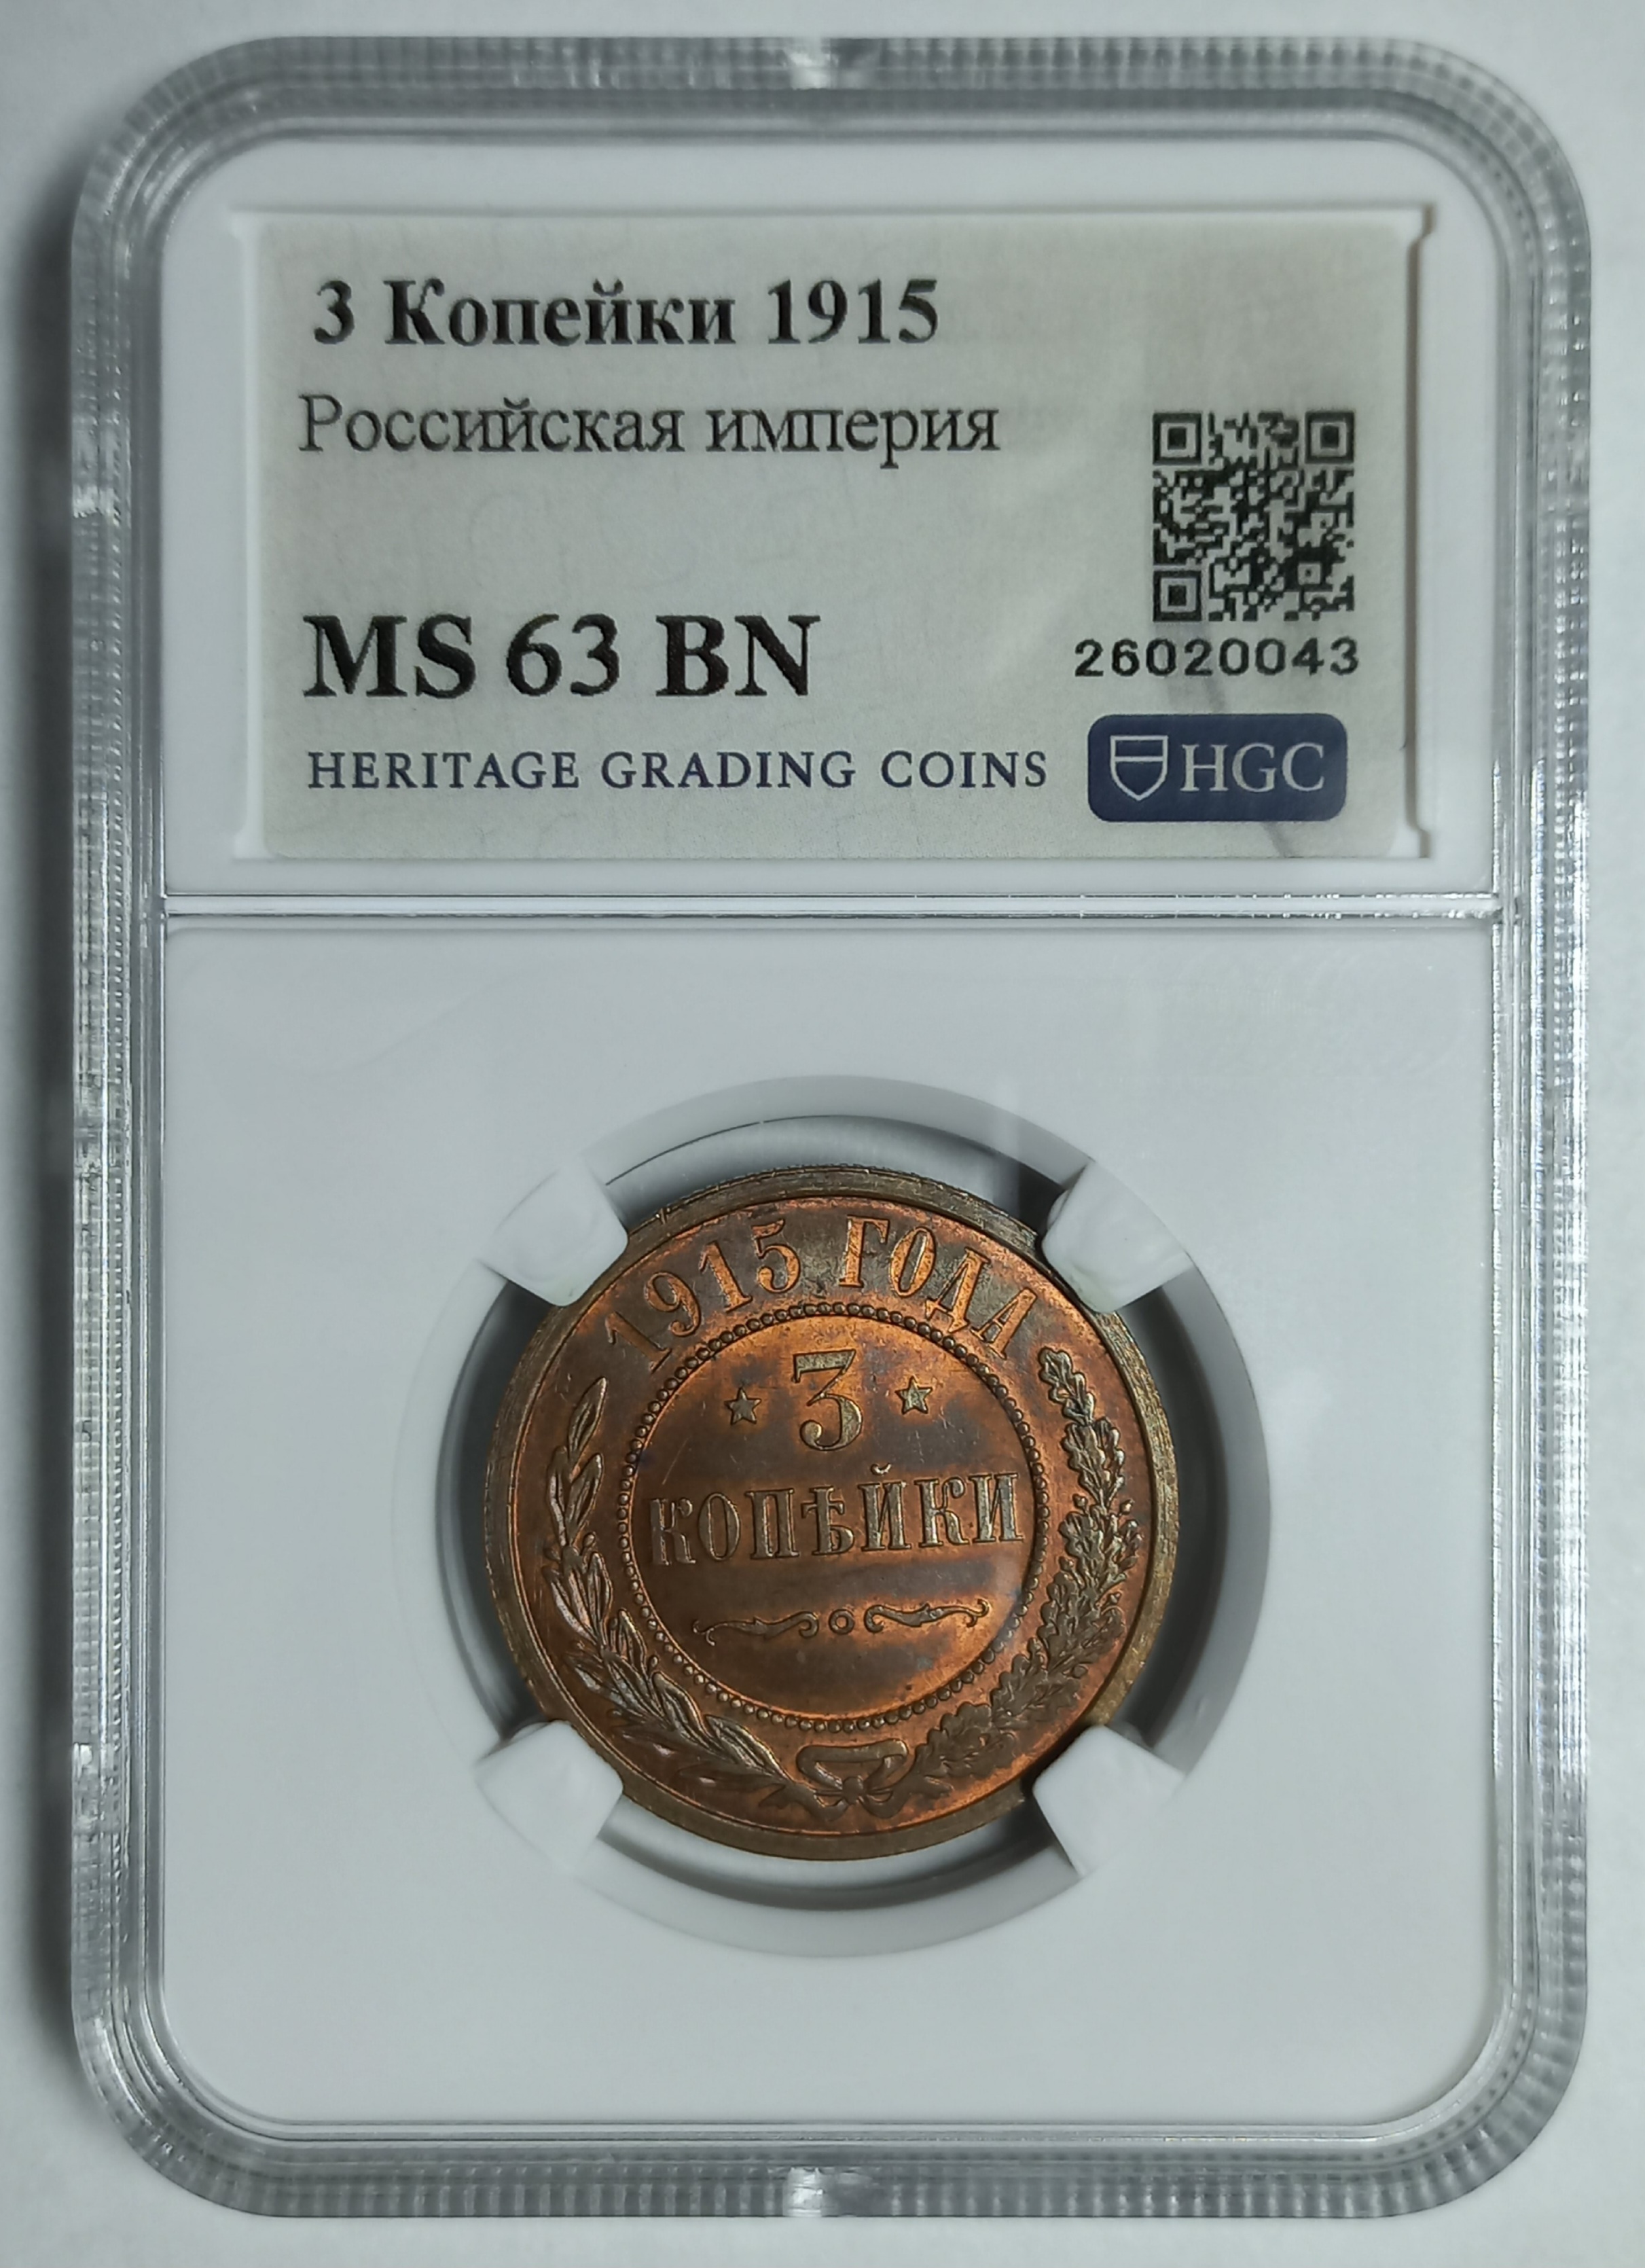 3 Копейки 1915
Российская империя
MS 63 BN
26020043
HERITAGE GRADING COINS
HGC
1915 ГОДА
3
КОПѢЙКИ